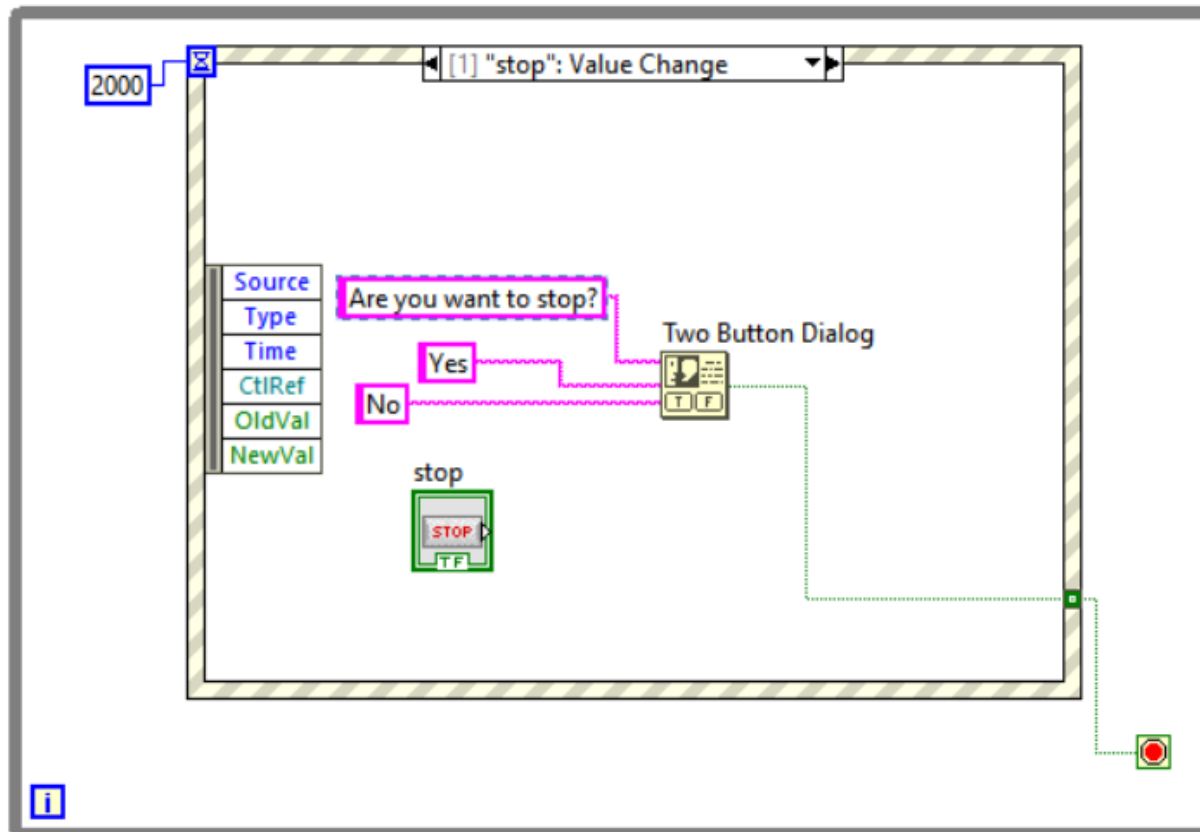 [1] "stop": Value Change
2000
Source
Type
Time
CtlRef
OldVal
NewVal
Are you want to stop?
Yes
No
Two Button Dialog
T F
stop
STOP
TF
i